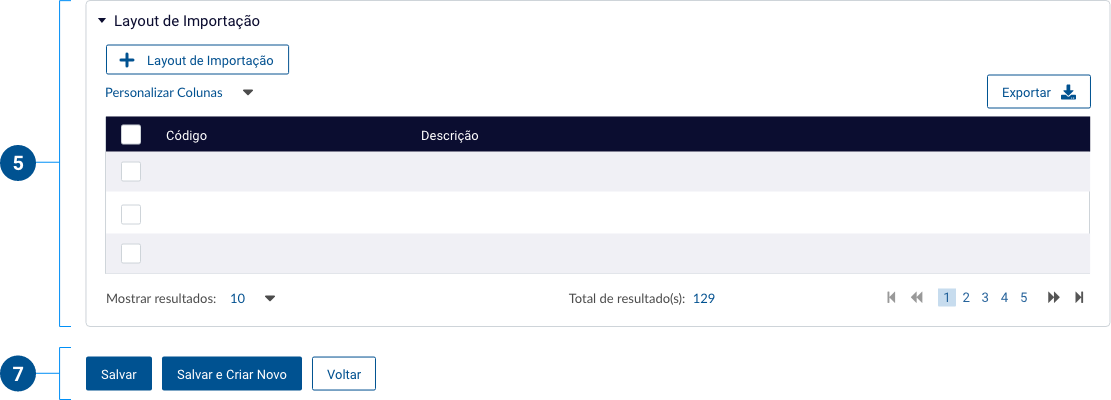 Layout de Importação
Layout de Importação
Personalizar Colunas
Exportar
Código Descrição
5
Mostrar resultados: 10 Total de resultado(s): 129 1 2 3 4 5
7
Salvar Salvar e Criar Novo Voltar